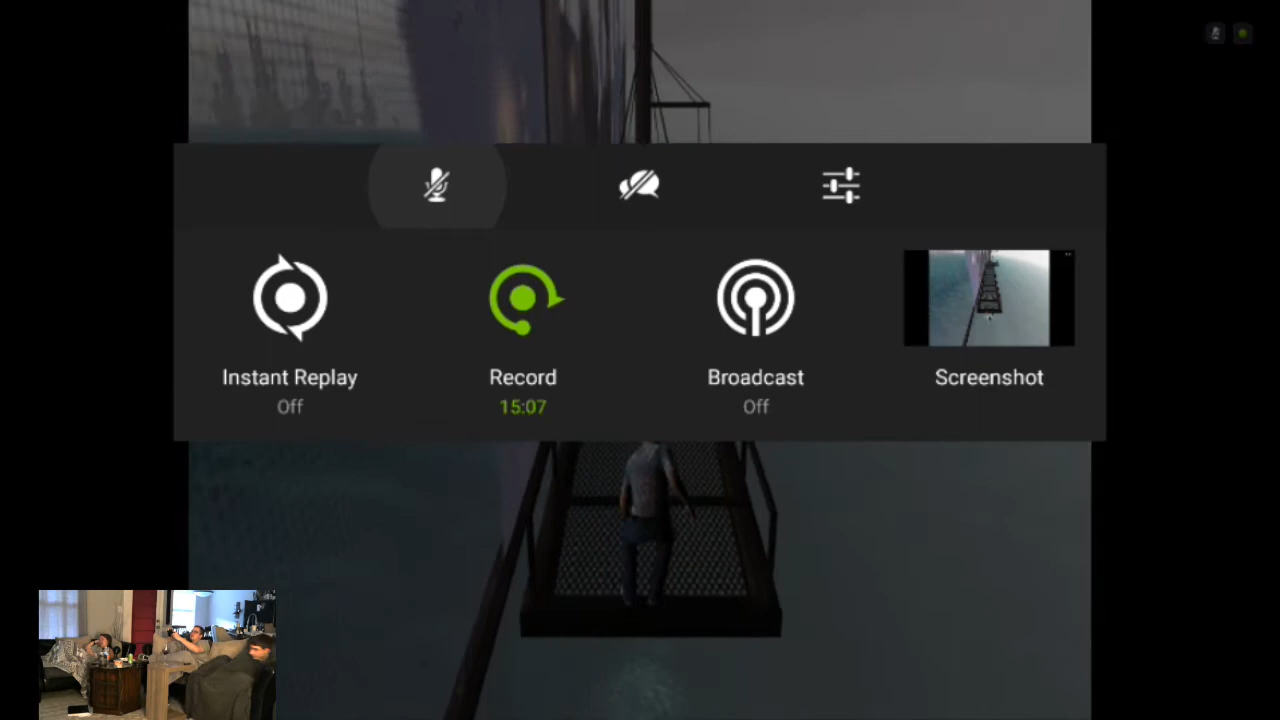 Instant Replay
Off
Record
15:07
Broadcast
Off
Screenshot